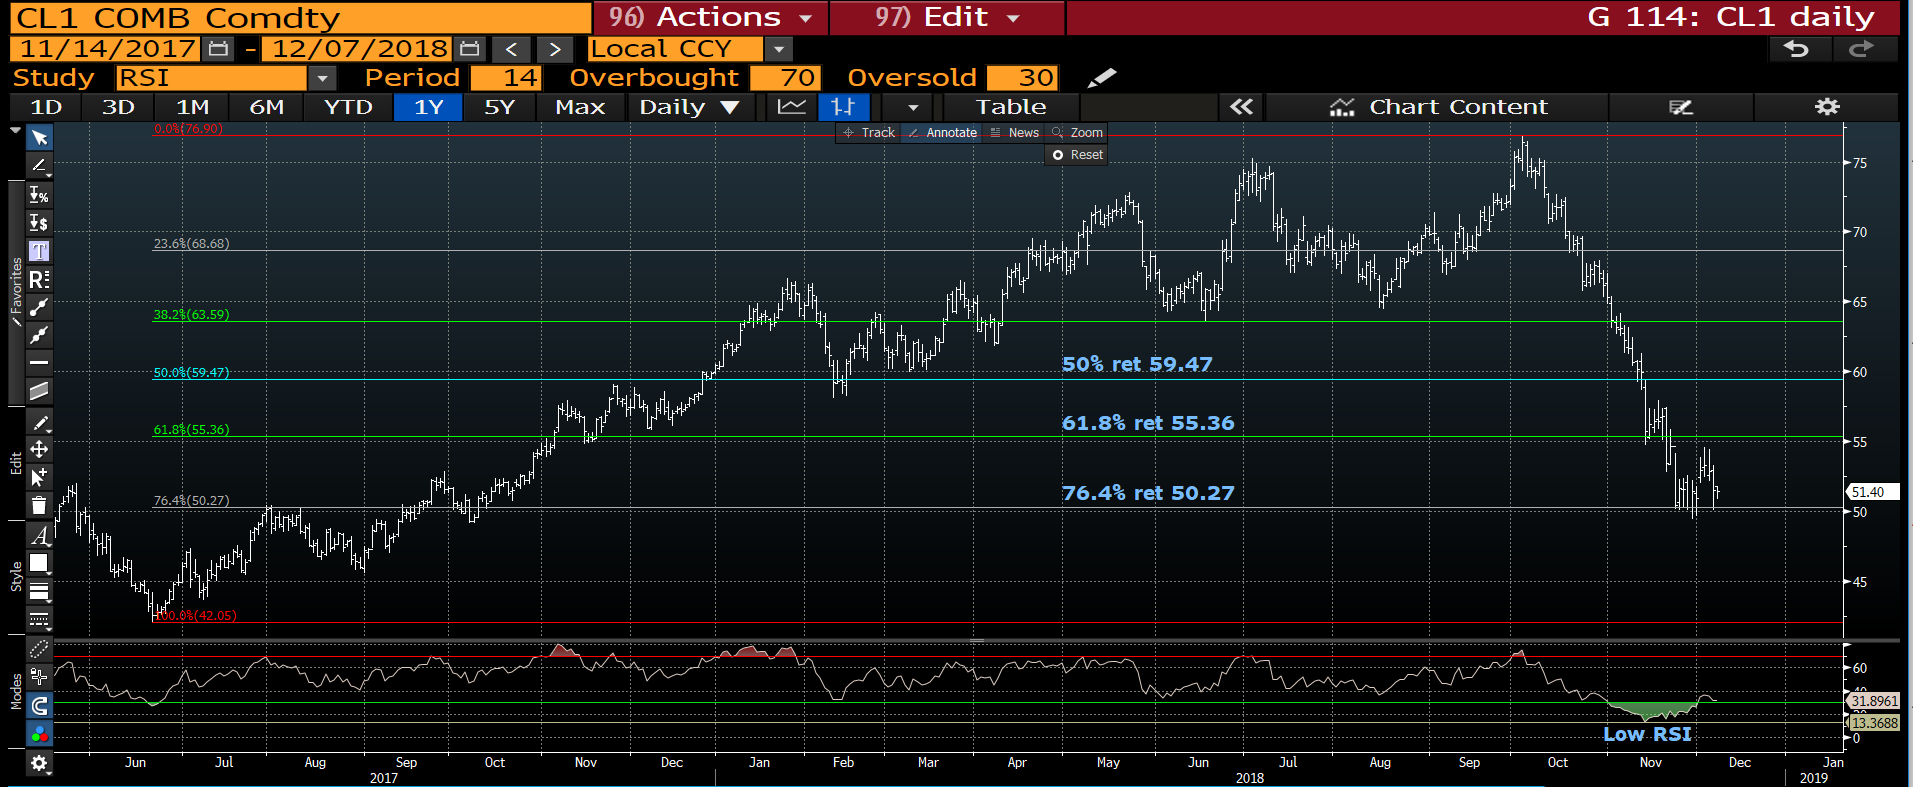 CL1 COMB Comdty 96) Actions 97) Edit G 114: CL1 daily
11/14/2017 - 12/07/2018 < > Local CCY
Study RSI Period 14 Overbought 70 Oversold 30
1D 3D 1M 6M YTD 1Y 5Y Max Daily ▼ Table « Chart Content
Track Annotate News Zoom
Reset
0.0%(76.90)
75
70
23.6%(68.68)
65
38.2%(63.59)
50% ret 59.47
50.0%(59.47)
60
61.8% ret 55.36
61.8%(55.36)
55
76.4% ret 50.27
76.4%(50.27)
51.40
50
45
100.0%(42.05)
Favorites
Edit
Style
Modes
%
$
T
R
A
60
40
31.8961
20
13.3688
0
Low RSI
Jun Jul Aug Sep Oct Nov Dec Jan Feb Mar Apr May Jun Jul Aug Sep Oct Nov Dec Jan
2017 2018 2019